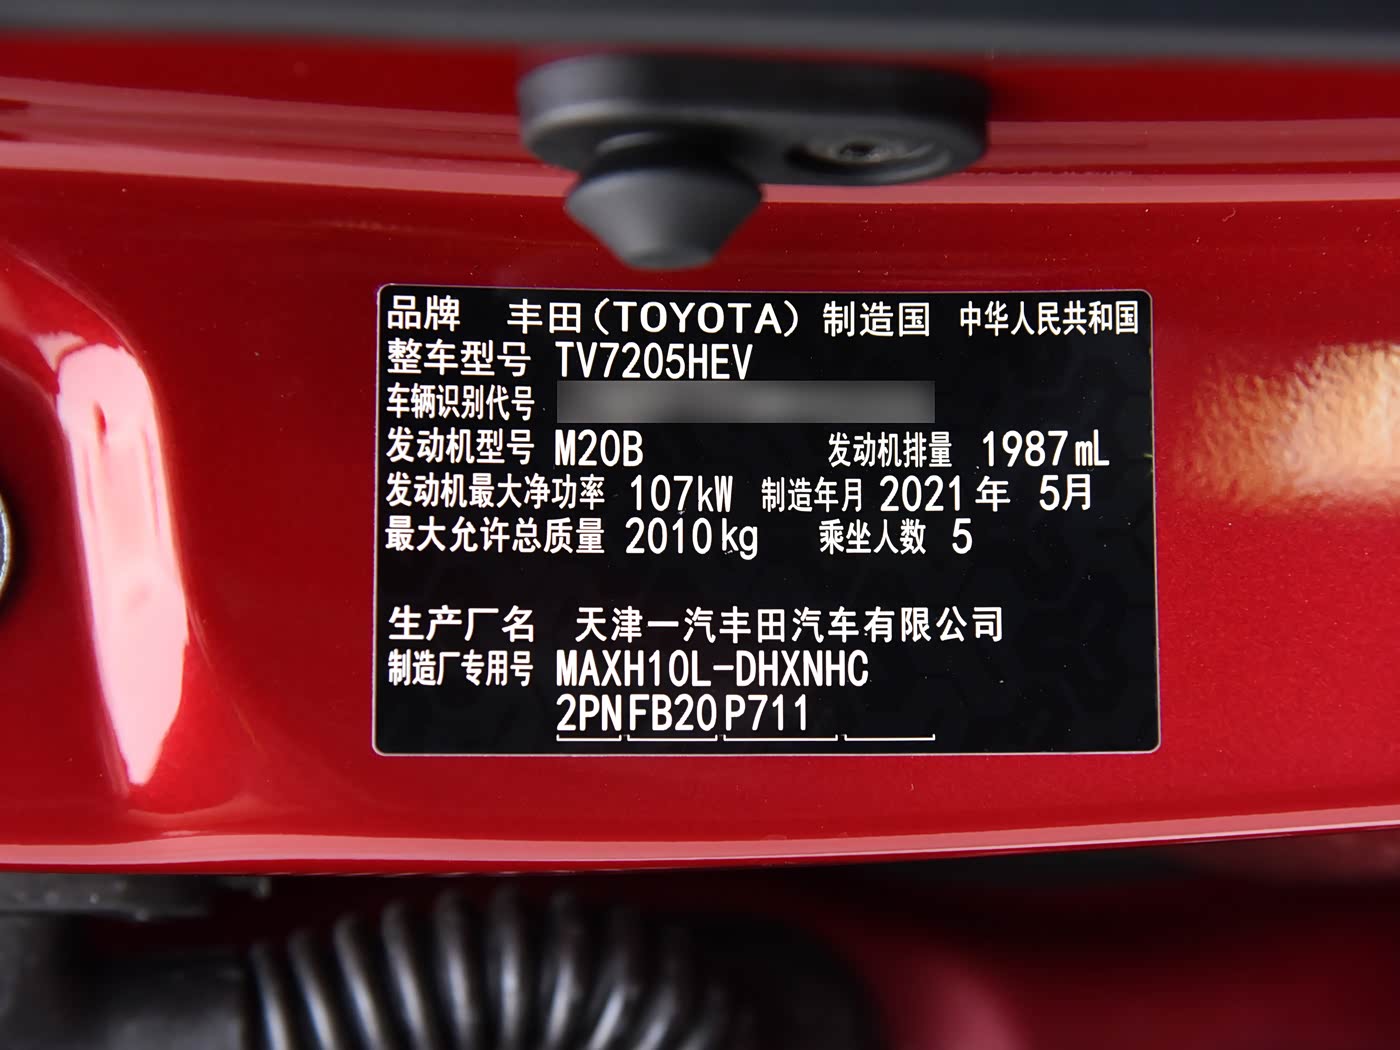 品牌 丰田(TOYOTA) 制造国 中华人民共和国
整车型号 TV7205HEV
车辆识别代号
发动机型号 M20B 发动机排量 1987mL
发动机最大净功率 107kW 制造年月 2021年 5月
最大允许总质量 2010kg 乘坐人数 5
生产厂名 天津一汽丰田汽车有限公司
制造厂专用号 MAXH10L-DHXNHC
2PNFB20P711